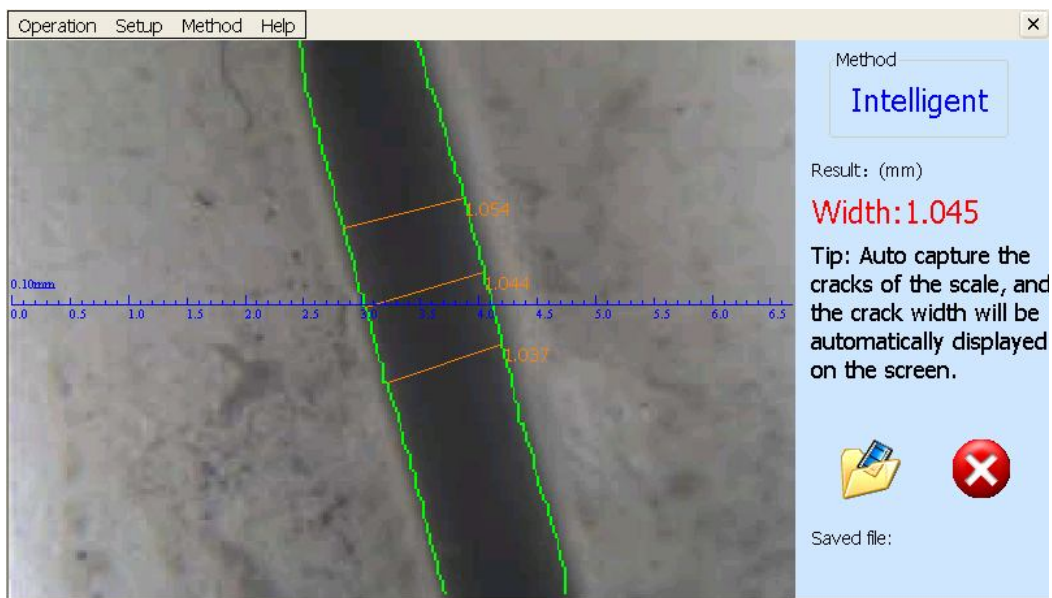 Operation Setup Method Help
Method
Intelligent
Result: (mm)
Width:1.045
Tip: Auto capture the
cracks of the scale, and
the crack width will be
automatically displayed
on the screen.
Saved file:
1.054
1.044
0.10mm
0.0 0.5 1.0 1.5 2.0 2.5 3.0 3.5 4.0 4.5 5.0 5.5 6.0 6.5
1.037